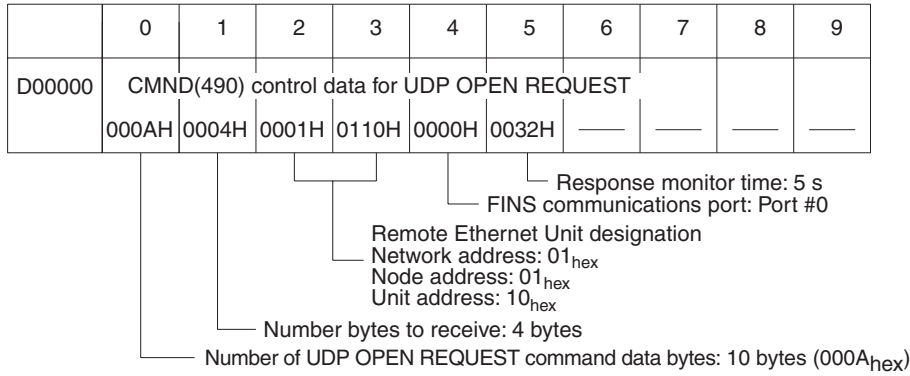 0 1 2 3 4 5 6 7 8 9
D00000 CMND(490) control data for UDP OPEN REQUEST
000AH 0004H 0001H 0110H 0000H 0032H —— —— —— ——
Response monitor time: 5 s
FINS communications port: Port #0
Remote Ethernet Unit designation
Network address: 01hex
Node address: 01hex
Unit address: 10hex
Number bytes to receive: 4 bytes
Number of UDP OPEN REQUEST command data bytes: 10 bytes (000Ahex)